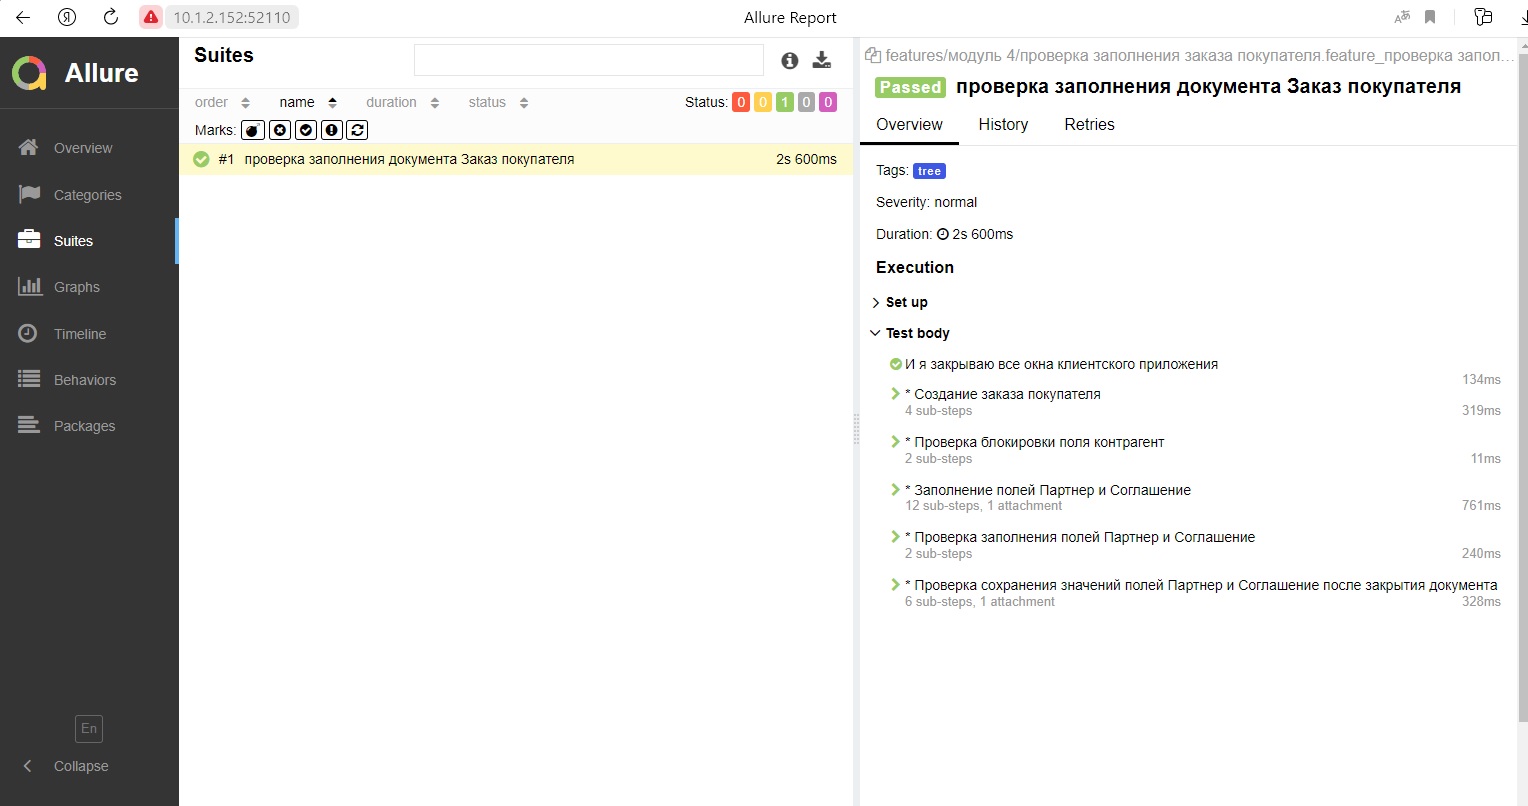 10.1.2.152:52110
Allure Report
Allure
Overview
Categories
Suites
Graphs
Timeline
Behaviors
Packages
En
Collapse
Suites
order name duration status Status: 0 0 1 0 0
Marks:
#1 проверка заполнения документа Заказ покупателя 2s 600ms
features/модуль 4/проверка заполнения заказа покупателя.feature_проверка запол...
Passed проверка заполнения документа Заказ покупателя
Overview History Retries
Tags: tree
Severity: normal
Duration: 2s 600ms
Execution
Set up
Test body
И я закрываю все окна клиентского приложения
134ms
* Создание заказа покупателя
4 sub-steps 319ms
* Проверка блокировки поля контрагент
2 sub-steps 11ms
* Заполнение полей Партнер и Соглашение
12 sub-steps, 1 attachment 761ms
* Проверка заполнения полей Партнер и Соглашение
2 sub-steps 240ms
* Проверка сохранения значений полей Партнер и Соглашение после закрытия документа
6 sub-steps, 1 attachment 328ms